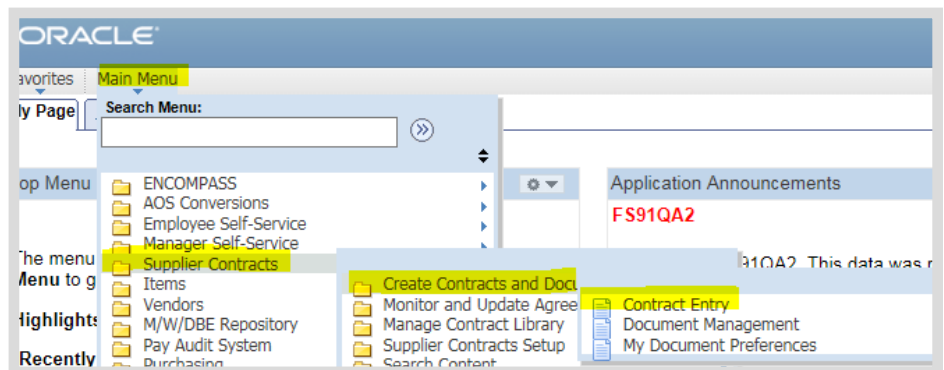 ORACLE
avorites Main Menu
ly Page Search Menu:
op Menu ENCOMPASS Application Announcements
AOS Conversions
FS91QA2
Employee Self-Service
Manager Self-Service
The menu Supplier Contracts 91QA2. This data was
Menu to g Items Create Contracts and Docu
Vendors Monitor and Update Agree Contract Entry
Highlights M/W/DBE Repository Manage Contract Library Document Management
Pay Audit System Supplier Contracts Setup My Document Preferences
Recently Purchasing Search Content